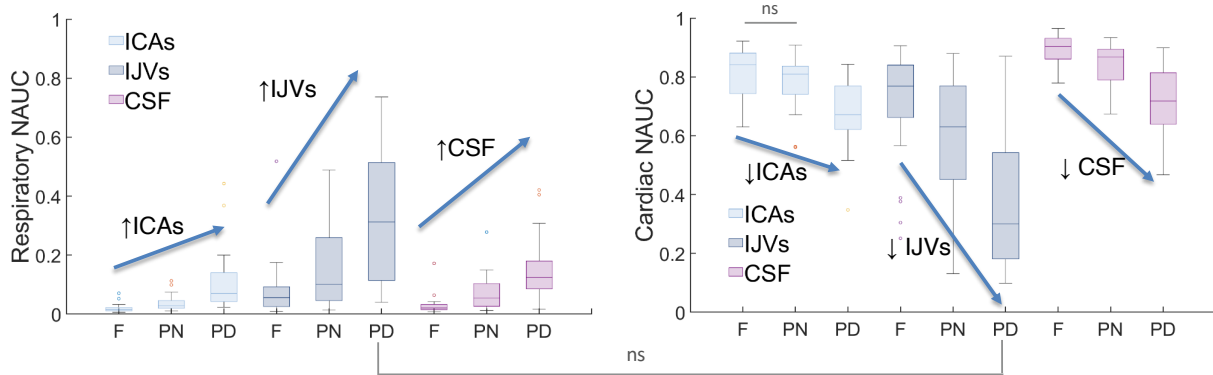 Respiratory NAUC
1
0.8
0.6
0.4
0.2
0
ICAs
IJVs
CSF
↑ICAs
↑IJVs
↑CSF
F PN PD F PN PD F PN PD
Cardiac NAUC
1
0.8
0.6
0.4
0.2
0
ns
↓ICAs
↓ IJVs
↓ CSF
ICAs
IJVs
CSF
F PN PD F PN PD F PN PD
ns